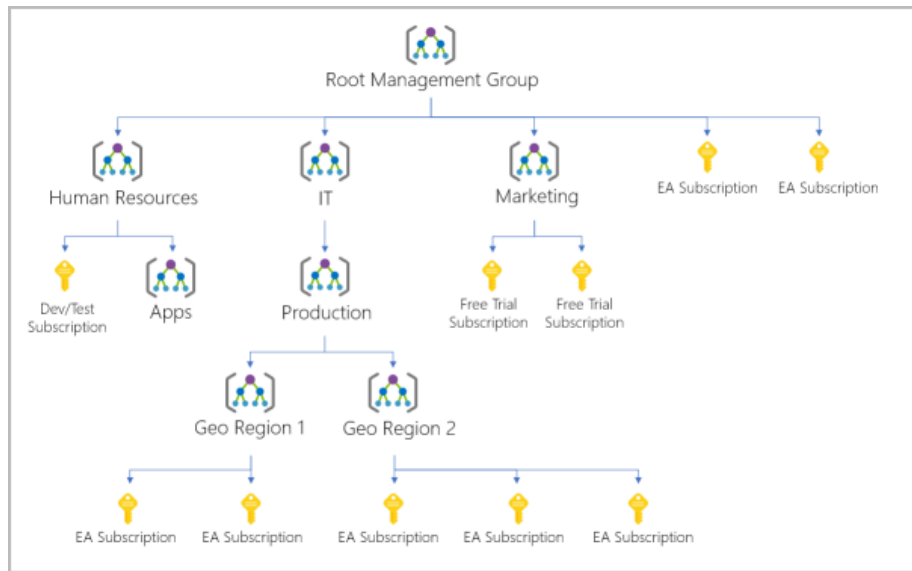 Root Management Group
EA Subscription
EA Subscription
Human Resources
IT
Marketing
Dev/Test
Subscription
Apps
Production
Free Trial
Subscription
Free Trial
Subscription
Geo Region 1
Geo Region 2
EA Subscription
EA Subscription
EA Subscription
EA Subscription
EA Subscription